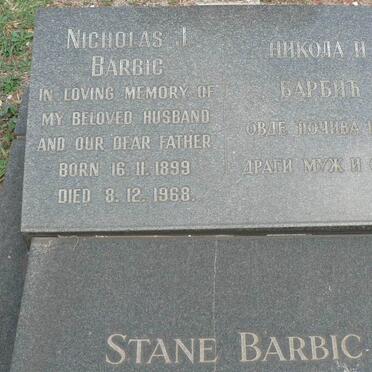 NICHOLAS J.
BARBIC
IN LOVING MEMORY OF
MY BELOVED HUSBAND
AND OUR DEAR FATHER
BORN 16.11.1899
DIED 8.12.1968.
НИКОЛА И
БАРБИЋ
ОВДЕ ПОЧИВА
ДРАГИ МУЖ И
STANE BARBIC